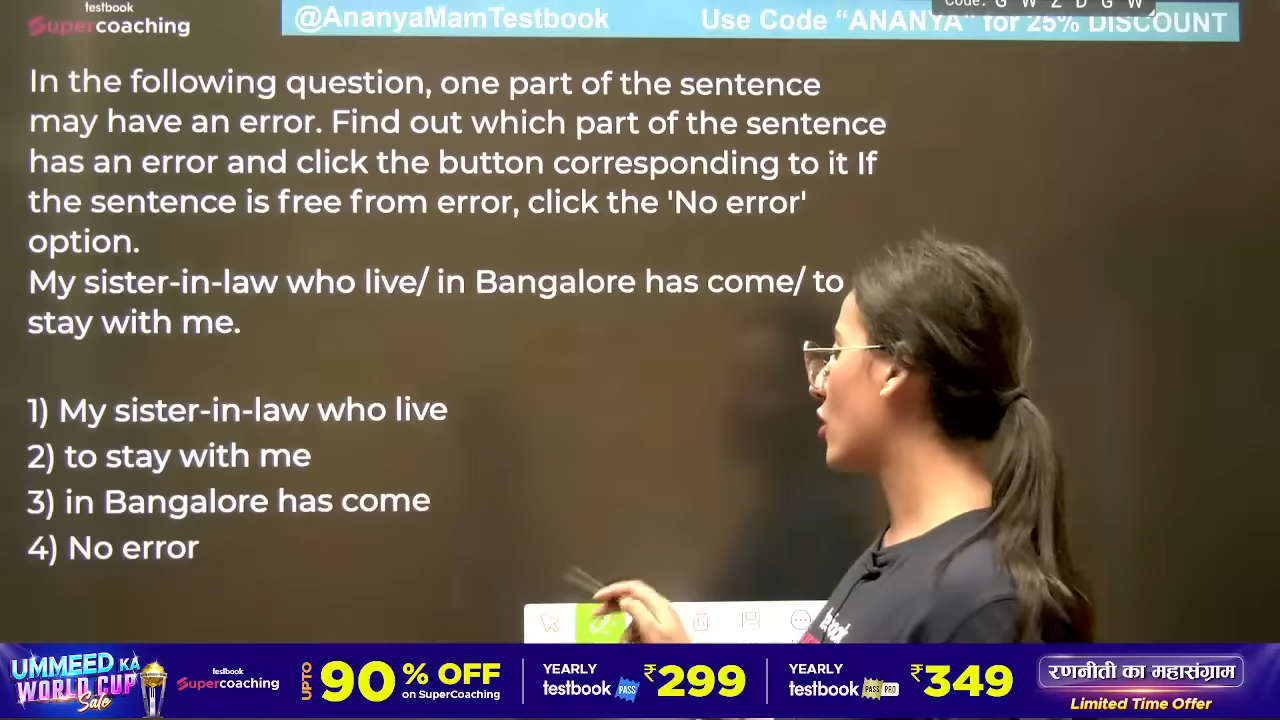 testbook
Supercoaching
@AnanyaMamTestbook
Use Code “ANANYA” for 25% DISCOUNT
Code: G W Z D G W
In the following question, one part of the sentence
may have an error. Find out which part of the sentence
has an error and click the button corresponding to it If
the sentence is free from error, click the 'No error'
option.
My sister-in-law who live/ in Bangalore has come/ to
stay with me.
1) My sister-in-law who live
2) to stay with me
3) in Bangalore has come
4) No error
UMMEED KA
WORLD CUP
Sale
testbook
Supercoaching
UPTO 90% OFF
on SuperCoaching
YEARLY
testbook PASS
₹299
YEARLY
testbook PASS PRO
₹349
रणनीती का महासंग्राम
Limited Time Offer